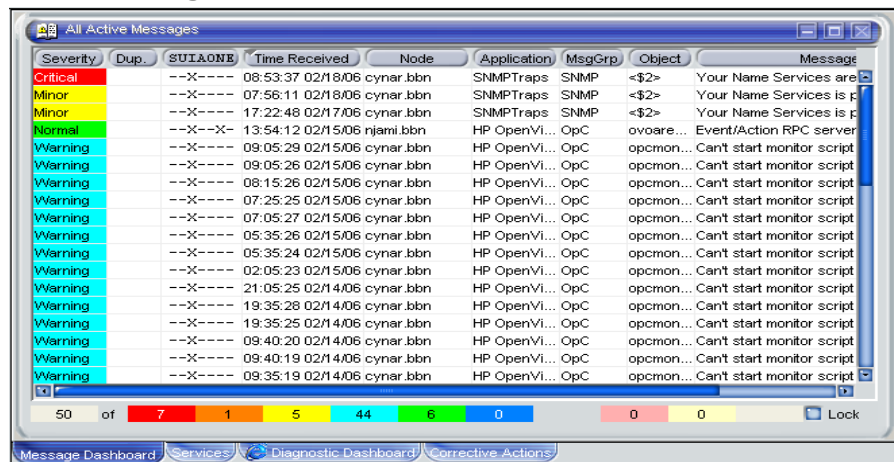 All Active Messages
Severity Dup. SUIAONE Time Received Node Application MsgGrp Object Message
Critical --X---- 08:53:37 02/18/06 cynar.bbn SNMPTraps SNMP <$2> Your Name Services are
Minor --X---- 07:56:11 02/18/06 cynar.bbn SNMPTraps SNMP <$2> Your Name Services is p
Minor --X---- 17:22:48 02/17/06 cynar.bbn SNMPTraps SNMP <$2> Your Name Services is p
Normal --X--X- 13:54:12 02/15/06 njami.bbn HP OpenVi... OpC ovoare... Event/Action RPC server
Warning --X---- 09:05:29 02/15/06 cynar.bbn HP OpenVi... OpC opcmon... Can't start monitor script
Warning --X---- 09:05:26 02/15/06 cynar.bbn HP OpenVi... OpC opcmon... Can't start monitor script
Warning --X---- 08:15:26 02/15/06 cynar.bbn HP OpenVi... OpC opcmon... Can't start monitor script
Warning --X---- 07:25:25 02/15/06 cynar.bbn HP OpenVi... OpC opcmon... Can't start monitor script
Warning --X---- 07:05:27 02/15/06 cynar.bbn HP OpenVi... OpC opcmon... Can't start monitor script
Warning --X---- 05:35:26 02/15/06 cynar.bbn HP OpenVi... OpC opcmon... Can't start monitor script
Warning --X---- 05:35:24 02/15/06 cynar.bbn HP OpenVi... OpC opcmon... Can't start monitor script
Warning --X---- 02:05:23 02/15/06 cynar.bbn HP OpenVi... OpC opcmon... Can't start monitor script
Warning --X---- 21:05:25 02/14/06 cynar.bbn HP OpenVi... OpC opcmon... Can't start monitor script
Warning --X---- 19:35:28 02/14/06 cynar.bbn HP OpenVi... OpC opcmon... Can't start monitor script
Warning --X---- 19:35:25 02/14/06 cynar.bbn HP OpenVi... OpC opcmon... Can't start monitor script
Warning --X---- 09:40:20 02/14/06 cynar.bbn HP OpenVi... OpC opcmon... Can't start monitor script
Warning --X---- 09:40:19 02/14/06 cynar.bbn HP OpenVi... OpC opcmon... Can't start monitor script
Warning --X---- 09:35:19 02/14/06 cynar.bbn HP OpenVi... OpC opcmon... Can't start monitor script
50 of 7 1 5 44 6 0 0 0 Lock
Message Dashboard Services Diagnostic Dashboard Corrective Actions